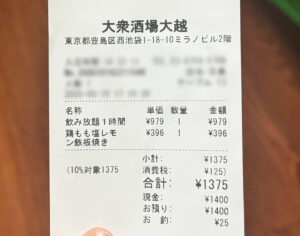 大衆酒場大越
東京都豊島区西池袋1-18-10ミラノビル2階
名称 単価 数量 金額
飲み放題1時間 ¥979 1 ¥979
鶏もも塩レモ ¥396 1 ¥396
ン鉄板焼き
小計: ¥1375
(10%対象1375 消費税: ¥125)
合計: ¥1375
現金: ¥1400
お預り: ¥1400
お 釣: ¥25